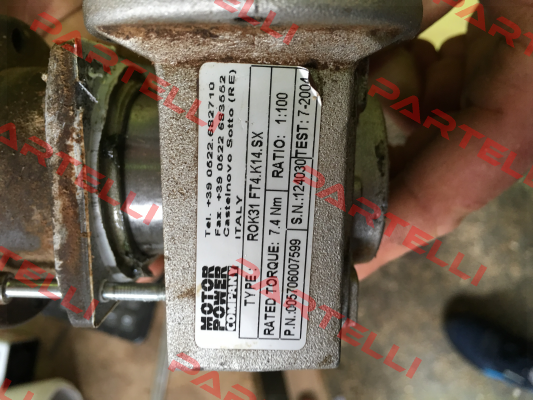 MOTOR
POWER
COMPANY
Tel. +39 0522.682710
Fax. +39 0522 683552
Castelnovo Sotto (RE)
ITALY
TYPE: ROK31 FT4.K14.SX
RATED TORQUE: 7.4 Nm RATIO: 1:100
P.N.:005706007599 S.N.:124030 TEST: 7-2004
PARTELLI
PARTELLI
PARTELLI
PARTELLI
PARTELLI
PARTELLI